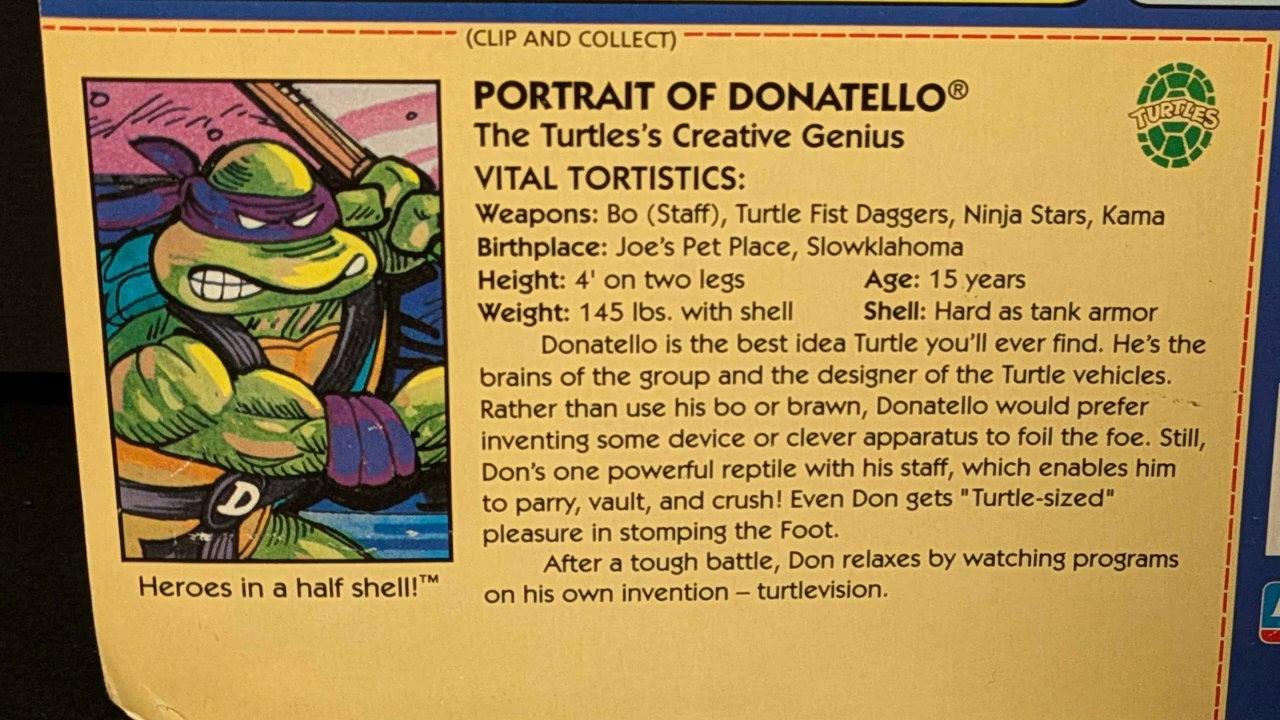 (CLIP AND COLLECT)
PORTRAIT OF DONATELLO®
The Turtles's Creative Genius
TURTLES
VITAL TORTISTICS:
Weapons: Bo (Staff), Turtle Fist Daggers, Ninja Stars, Kama
Birthplace: Joe's Pet Place, Slowklahoma
Height: 4' on two legs Age: 15 years
Weight: 145 lbs. with shell Shell: Hard as tank armor
Donatello is the best idea Turtle you'll ever find. He's the
brains of the group and the designer of the Turtle vehicles.
Rather than use his bo or brawn, Donatello would prefer
inventing some device or clever apparatus to foil the foe. Still,
Don's one powerful reptile with his staff, which enables him
to parry, vault, and crush! Even Don gets "Turtle-sized"
pleasure in stomping the Foot.
After a tough battle, Don relaxes by watching programs
on his own invention – turtlevision.
D
Heroes in a half shell!™